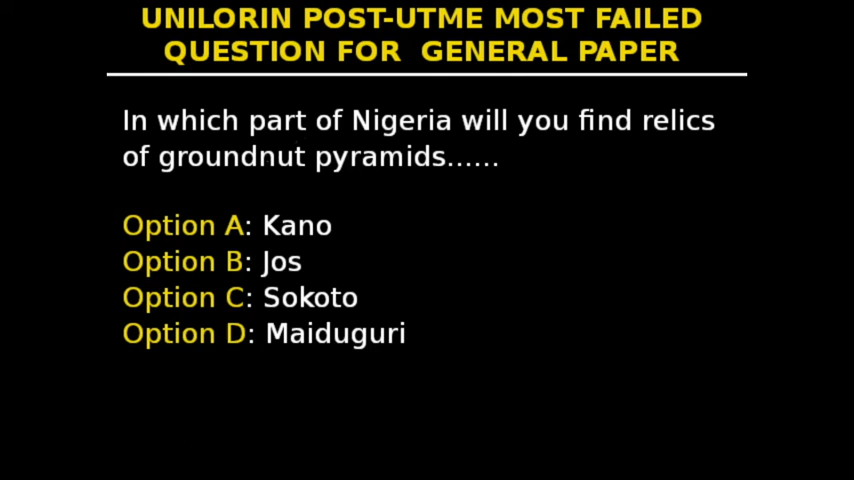 UNILORIN POST-UTME MOST FAILED
QUESTION FOR GENERAL PAPER
In which part of Nigeria will you find relics
of groundnut pyramids......
Option A: Kano
Option B: Jos
Option C: Sokoto
Option D: Maiduguri